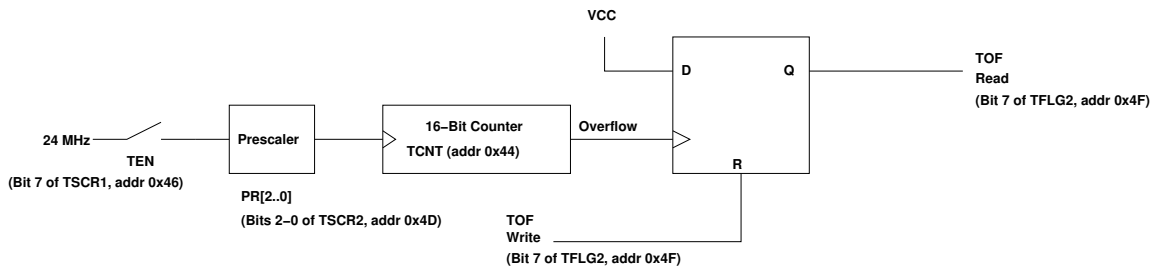 VCC
D
Q
TOF
Read
(Bit 7 of TFLG2, addr 0x4F)
24 MHz
TEN
(Bit 7 of TSCR1, addr 0x46)
Prescaler
PR[2..0]
(Bits 2−0 of TSCR2, addr 0x4D)
16−Bit Counter
TCNT (addr 0x44)
Overflow
R
TOF
Write
(Bit 7 of TFLG2, addr 0x4F)